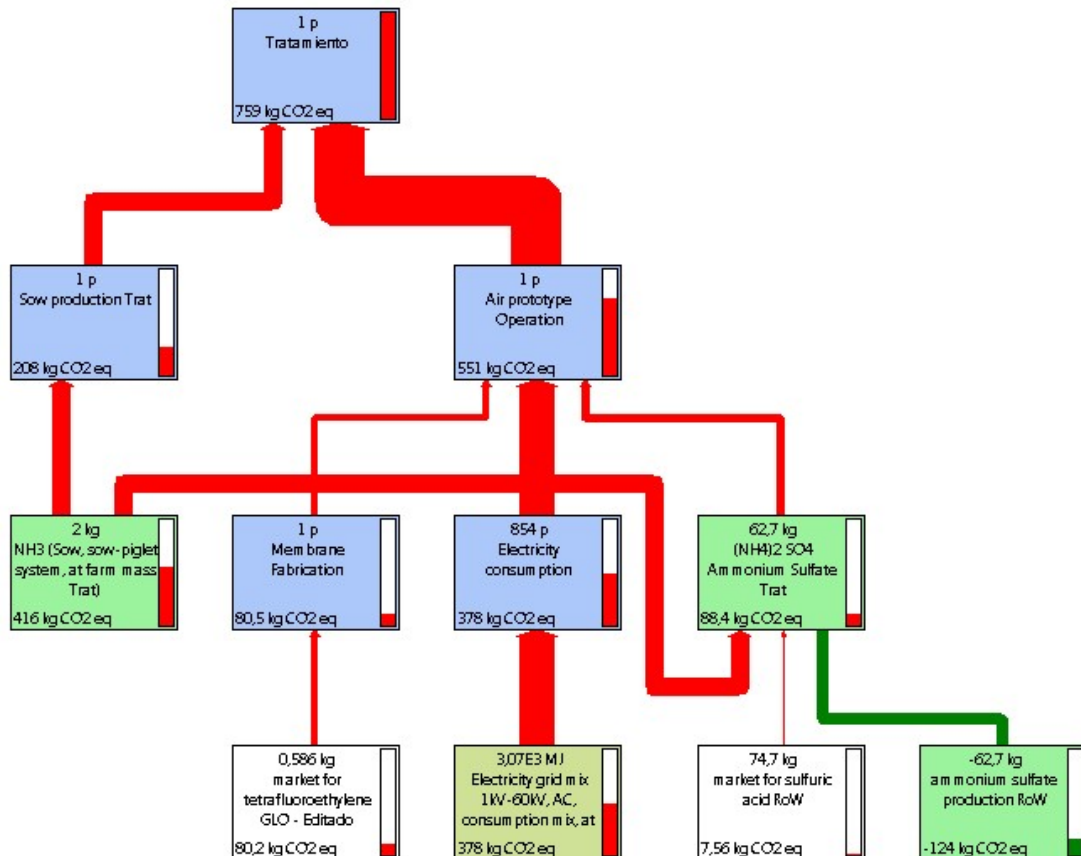 1 p
Tratamiento
759 kg CO2 eq
1 p
Sow production Trat
208 kg CO2 eq
1 p
Air prototype
Operation
551 kg CO2 eq
2 kg
NH3 (Sow, sow-piglet
system, at farm mass
Trat)
416 kg CO2 eq
1 p
Membrane
Fabrication
80,5 kg CO2 eq
854 p
Electricity
consumption
378 kg CO2 eq
62,7 kg
(NH4)2 SO4
Ammonium Sulfate
Trat
88,4 kg CO2 eq
0,586 kg
market for
tetrafluoroethylene
GLO - Editado
80,2 kg CO2 eq
3,07E3 MJ
Electricity grid mix
1kV-60kV, AC,
consumption mix, at
378 kg CO2 eq
74,7 kg
market for sulfuric
acid RoW
7,56 kg CO2 eq
-62,7 kg
ammonium sulfate
production RoW
-124 kg CO2 eq